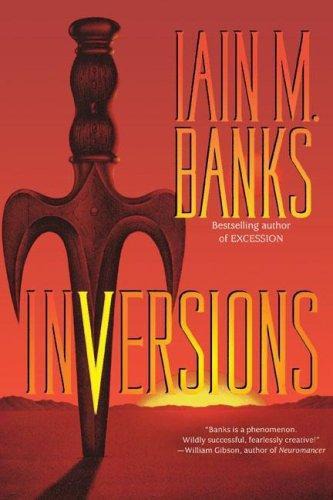 IAIN M.
BANKS
Bestselling author
of EXCESSION
INVERSIONS
"Banks is a phenomenon.
Wildly successful, fearlessly creative!"
—William Gibson, author of Neuromancer